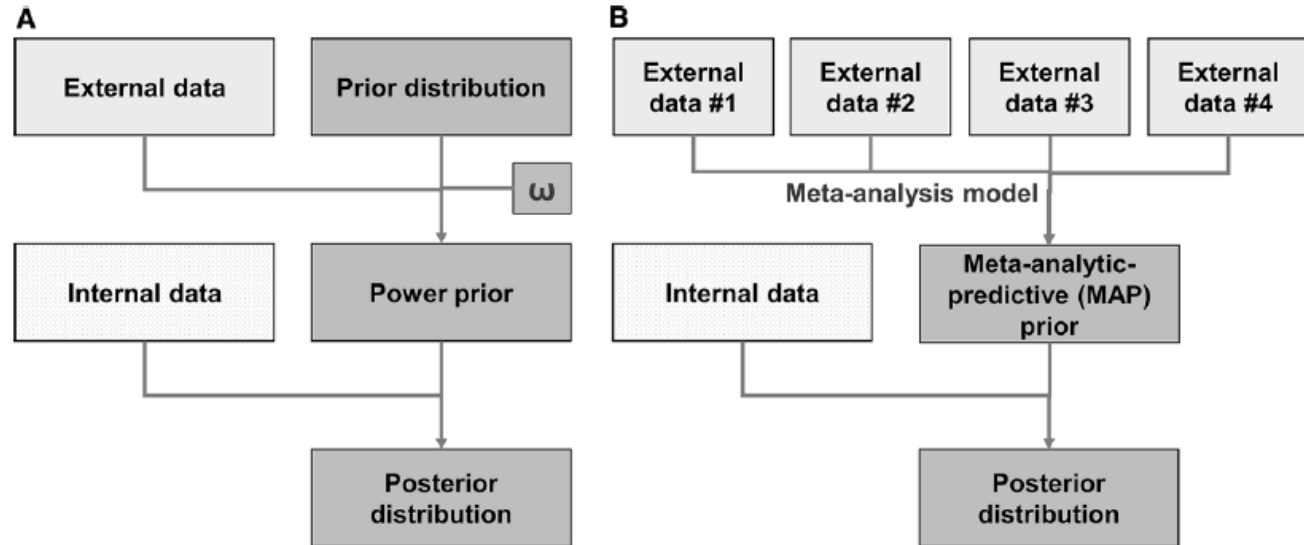 A
External data
Prior distribution
ω
Internal data
Power prior
Posterior
distribution
B
External
data #1
External
data #2
External
data #3
External
data #4
Meta-analysis model
Internal data
Meta-analytic-
predictive (MAP)
prior
Posterior
distribution